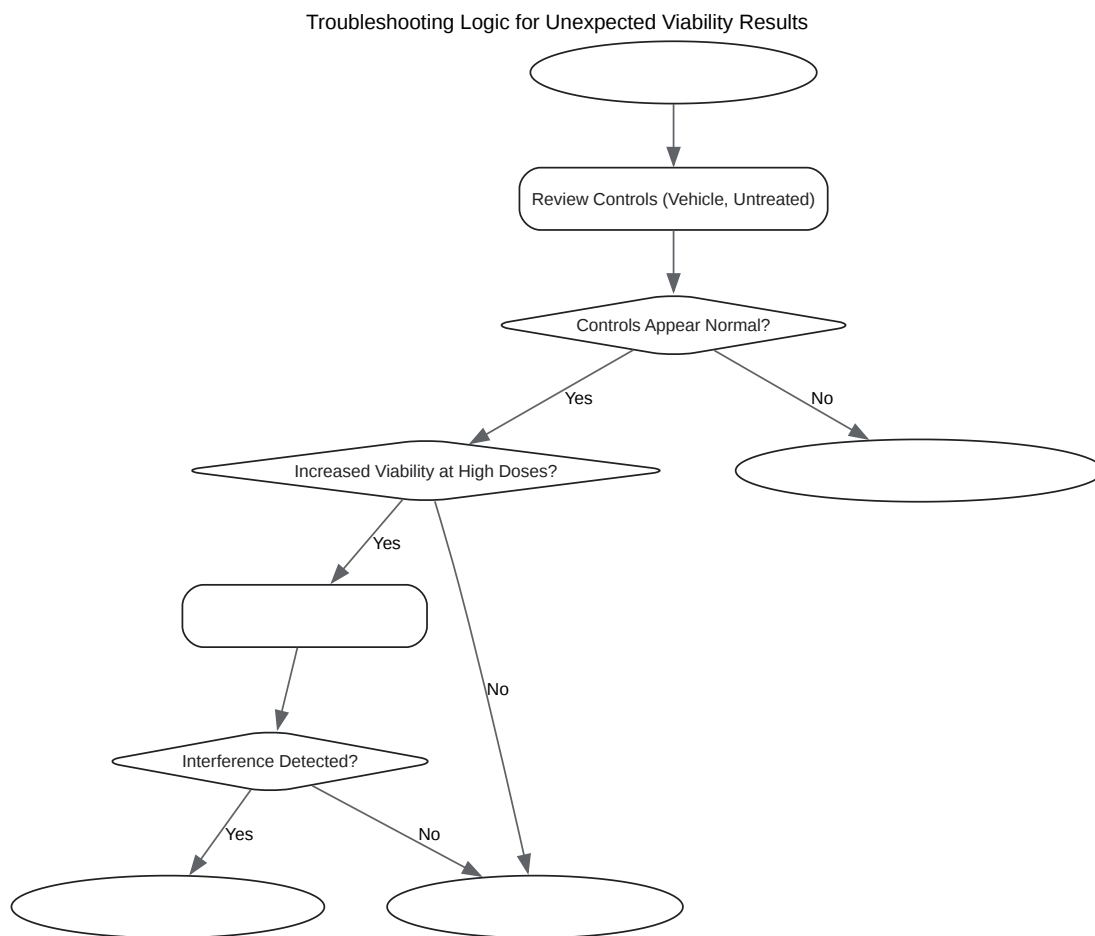 Troubleshooting Logic for Unexpected Viability Results
Review Controls (Vehicle, Untreated)
Controls Appear Normal?
Yes
No
Increased Viability at High Doses?
Yes
No
Interference Detected?
Yes
No